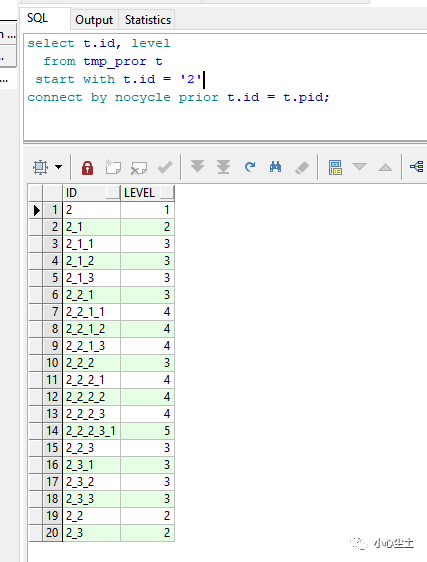 SQL Output Statistics
select t.id, level
from tmp_pror t
start with t.id = '2'
connect by nocycle prior t.id = t.pid;
ID LEVEL
1 2 1
2 2_1 2
3 2_1_1 3
4 2_1_2 3
5 2_1_3 3
6 2_2_1 3
7 2_2_1_1 4
8 2_2_1_2 4
9 2_2_1_3 4
10 2_2_2 3
11 2_2_2_1 4
12 2_2_2_2 4
13 2_2_2_3 4
14 2_2_2_3_1 5
15 2_2_3 3
16 2_3_1 3
17 2_3_2 3
18 2_3_3 3
19 2_2 2
20 2_3 2
小心尘土